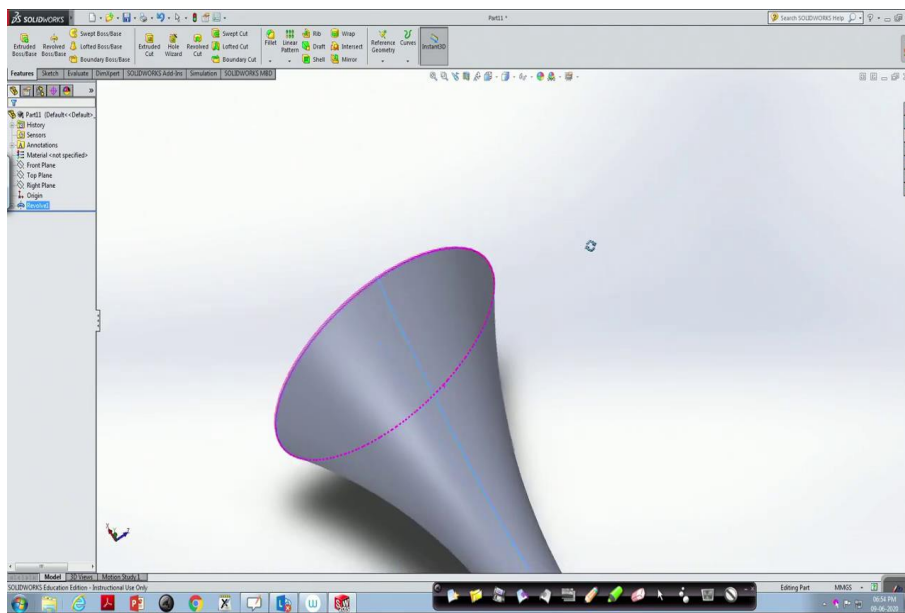 SOLIDWORKS
Part11 *
Search SOLIDWORKS Help
Extruded Boss/Base
Revolved Boss/Base
Swept Boss/Base
Lofted Boss/Base
Boundary Boss/Base
Extruded Cut
Hole Wizard
Revolved Cut
Swept Cut
Lofted Cut
Boundary Cut
Fillet
Linear Pattern
Rib
Draft
Shell
Wrap
Intersect
Mirror
Reference Geometry
Curves
Instant3D
Features Sketch Evaluate DimXpert SOLIDWORKS Add-Ins Simulation SOLIDWORKS MBD
Part11 (Default<<Default>_
History
Sensors
Annotations
Material <not specified>
Front Plane
Top Plane
Right Plane
Origin
Revolve1
Model 3D Views Motion Study 1
SOLIDWORKS Education Edition - Instructional Use Only
Editing Part MMGS
06:34 PM
09-06-2020